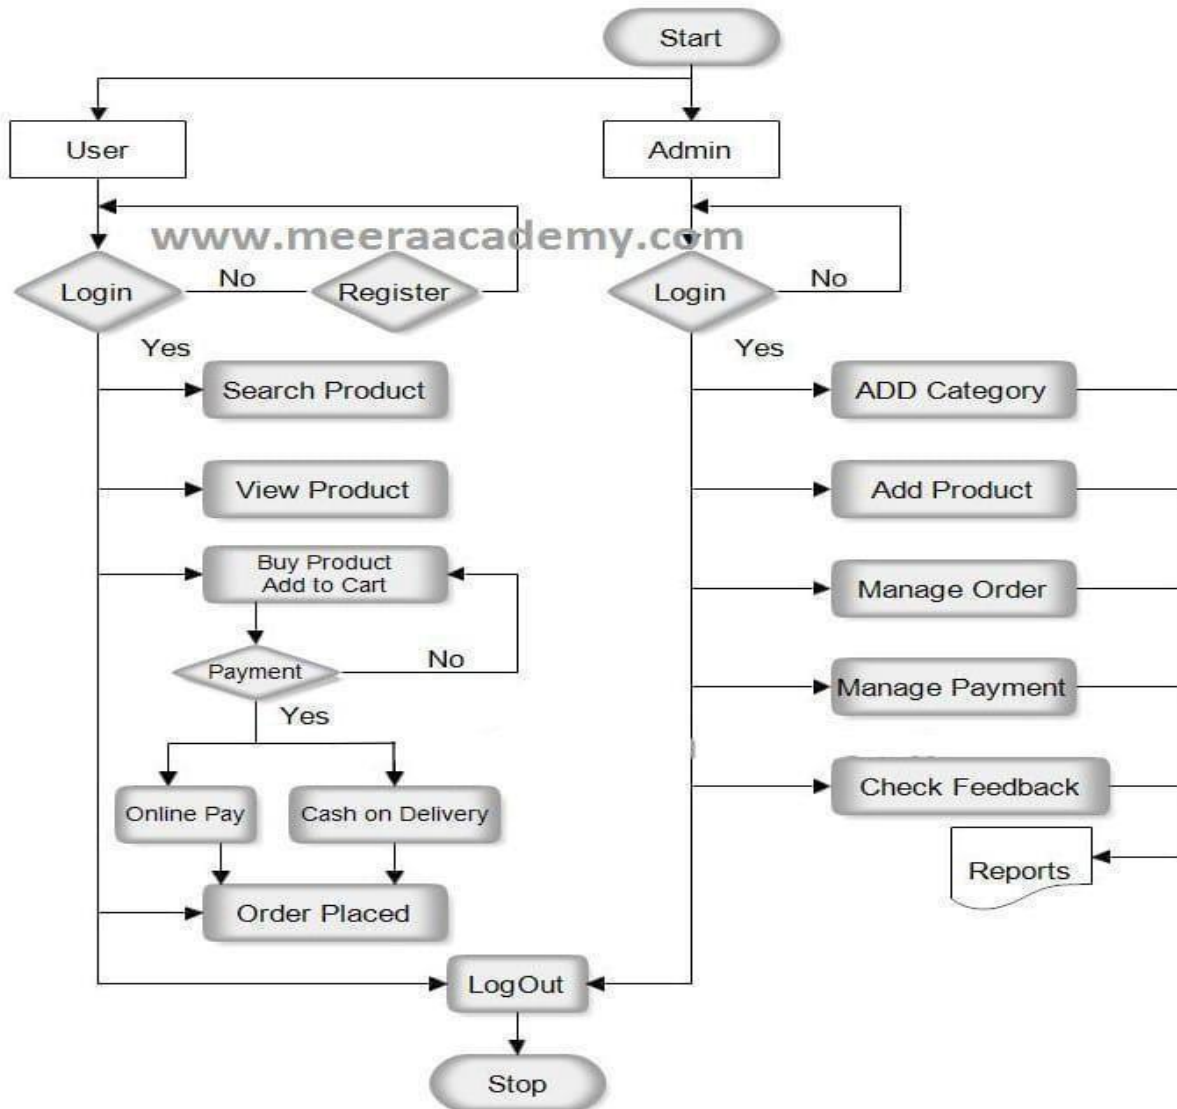 Start
User
Admin
www.meeraacademy.com
Login
No
Register
Login
No
Yes
Yes
Search Product
ADD Category
View Product
Add Product
Buy Product
Add to Cart
Manage Order
Payment
No
Manage Payment
Yes
Check Feedback
Online Pay
Cash on Delivery
Reports
Order Placed
LogOut
Stop